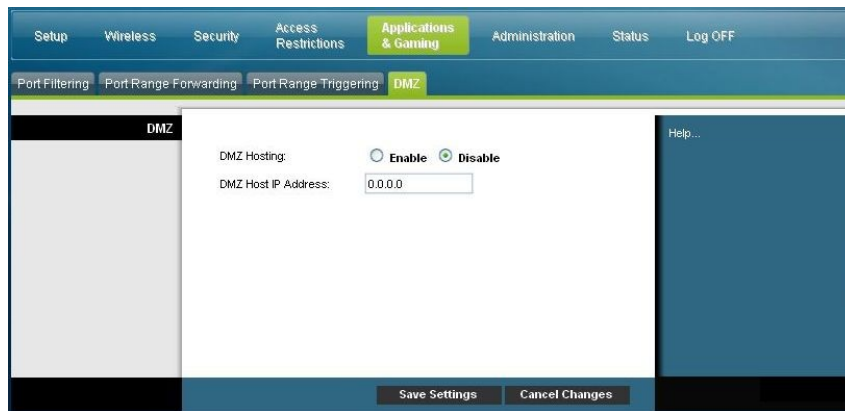 Setup Wireless Security Access Restrictions Applications & Gaming Administration Status Log OFF
Port Filtering Port Range Forwarding Port Range Triggering DMZ
DMZ
Help...
DMZ Hosting: Enable Disable
DMZ Host IP Address: 0.0.0.0
Save Settings Cancel Changes